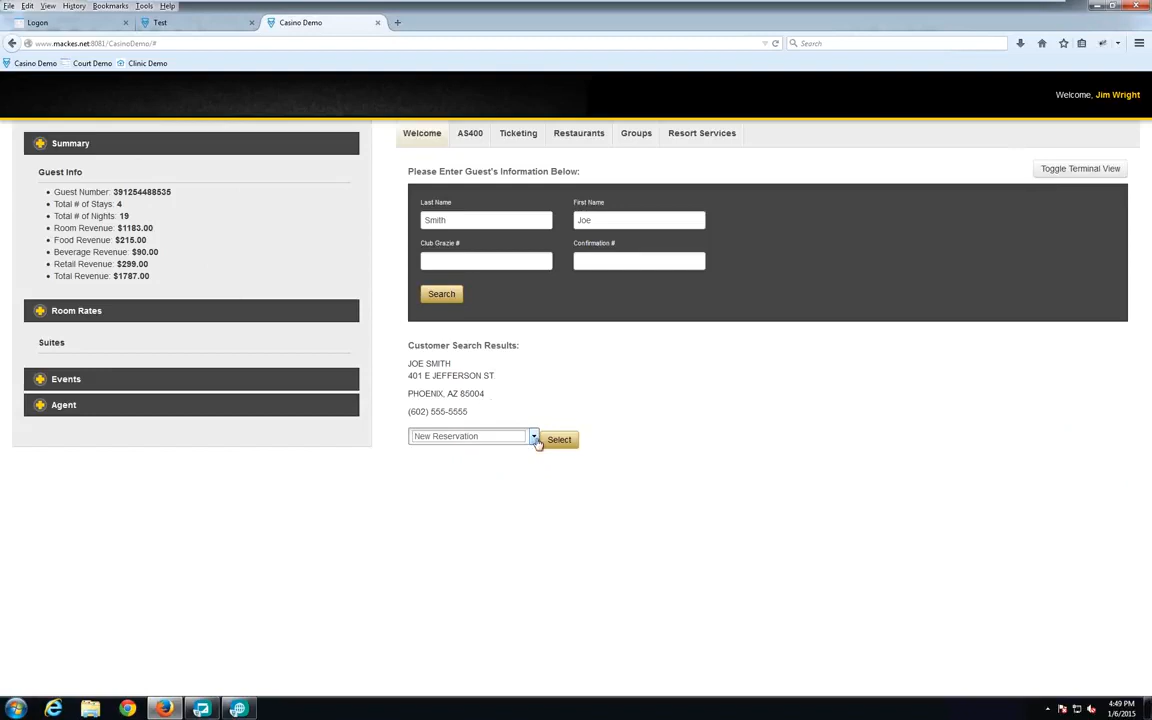 File Edit View History Bookmarks Tools Help
Logon × Test × Casino Demo × +
www.mackes.net:8081/CasinoDemo/# Search
Casino Demo Court Demo Clinic Demo
Welcome, Jim Wright
Welcome AS400 Ticketing Restaurants Groups Resort Services
Summary
Guest Info
• Guest Number: 391254488535
• Total # of Stays: 4
• Total # of Nights: 19
• Room Revenue: $1183.00
• Food Revenue: $215.00
• Beverage Revenue: $90.00
• Retail Revenue: $299.00
• Total Revenue: $1787.00
Room Rates
Suites
Events
Agent
Please Enter Guest's Information Below:
Toggle Terminal View
Last Name First Name
Smith Joe
Club Grazie # Confirmation #
Search
Customer Search Results:
JOE SMITH
401 E JEFFERSON ST
PHOENIX, AZ 85004
(602) 555-5555
New Reservation Select
4:49 PM
1/6/2015